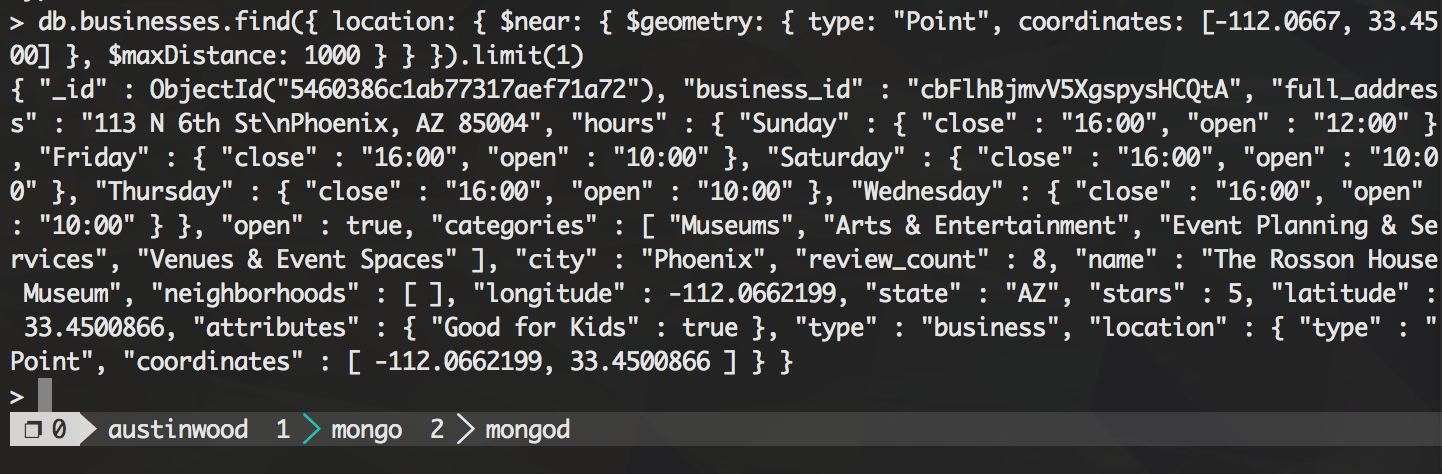 > db.businesses.find({ location: { $near: { $geometry: { type: "Point", coordinates: [-112.0667, 33.45
00] }, $maxDistance: 1000 } } }).limit(1)
{ "_id" : ObjectId("5460386c1ab77317aef71a72"), "business_id" : "cbFlhBjmvV5XgspysHCQtA", "full_addres
s" : "113 N 6th St\nPhoenix, AZ 85004", "hours" : { "Sunday" : { "close" : "16:00", "open" : "12:00" }
, "Friday" : { "close" : "16:00", "open" : "10:00" }, "Saturday" : { "close" : "16:00", "open" : "10:0
0" }, "Thursday" : { "close" : "16:00", "open" : "10:00" }, "Wednesday" : { "close" : "16:00", "open"
: "10:00" } }, "open" : true, "categories" : [ "Museums", "Arts & Entertainment", "Event Planning & Se
rvices", "Venues & Event Spaces" ], "city" : "Phoenix", "review_count" : 8, "name" : "The Rosson House
 Museum", "neighborhoods" : [ ], "longitude" : -112.0662199, "state" : "AZ", "stars" : 5, "latitude" :
 33.4500866, "attributes" : { "Good for Kids" : true }, "type" : "business", "location" : { "type" : "
Point", "coordinates" : [ -112.0662199, 33.4500866 ] } }
>
0 austinwood 1 mongo 2 mongod